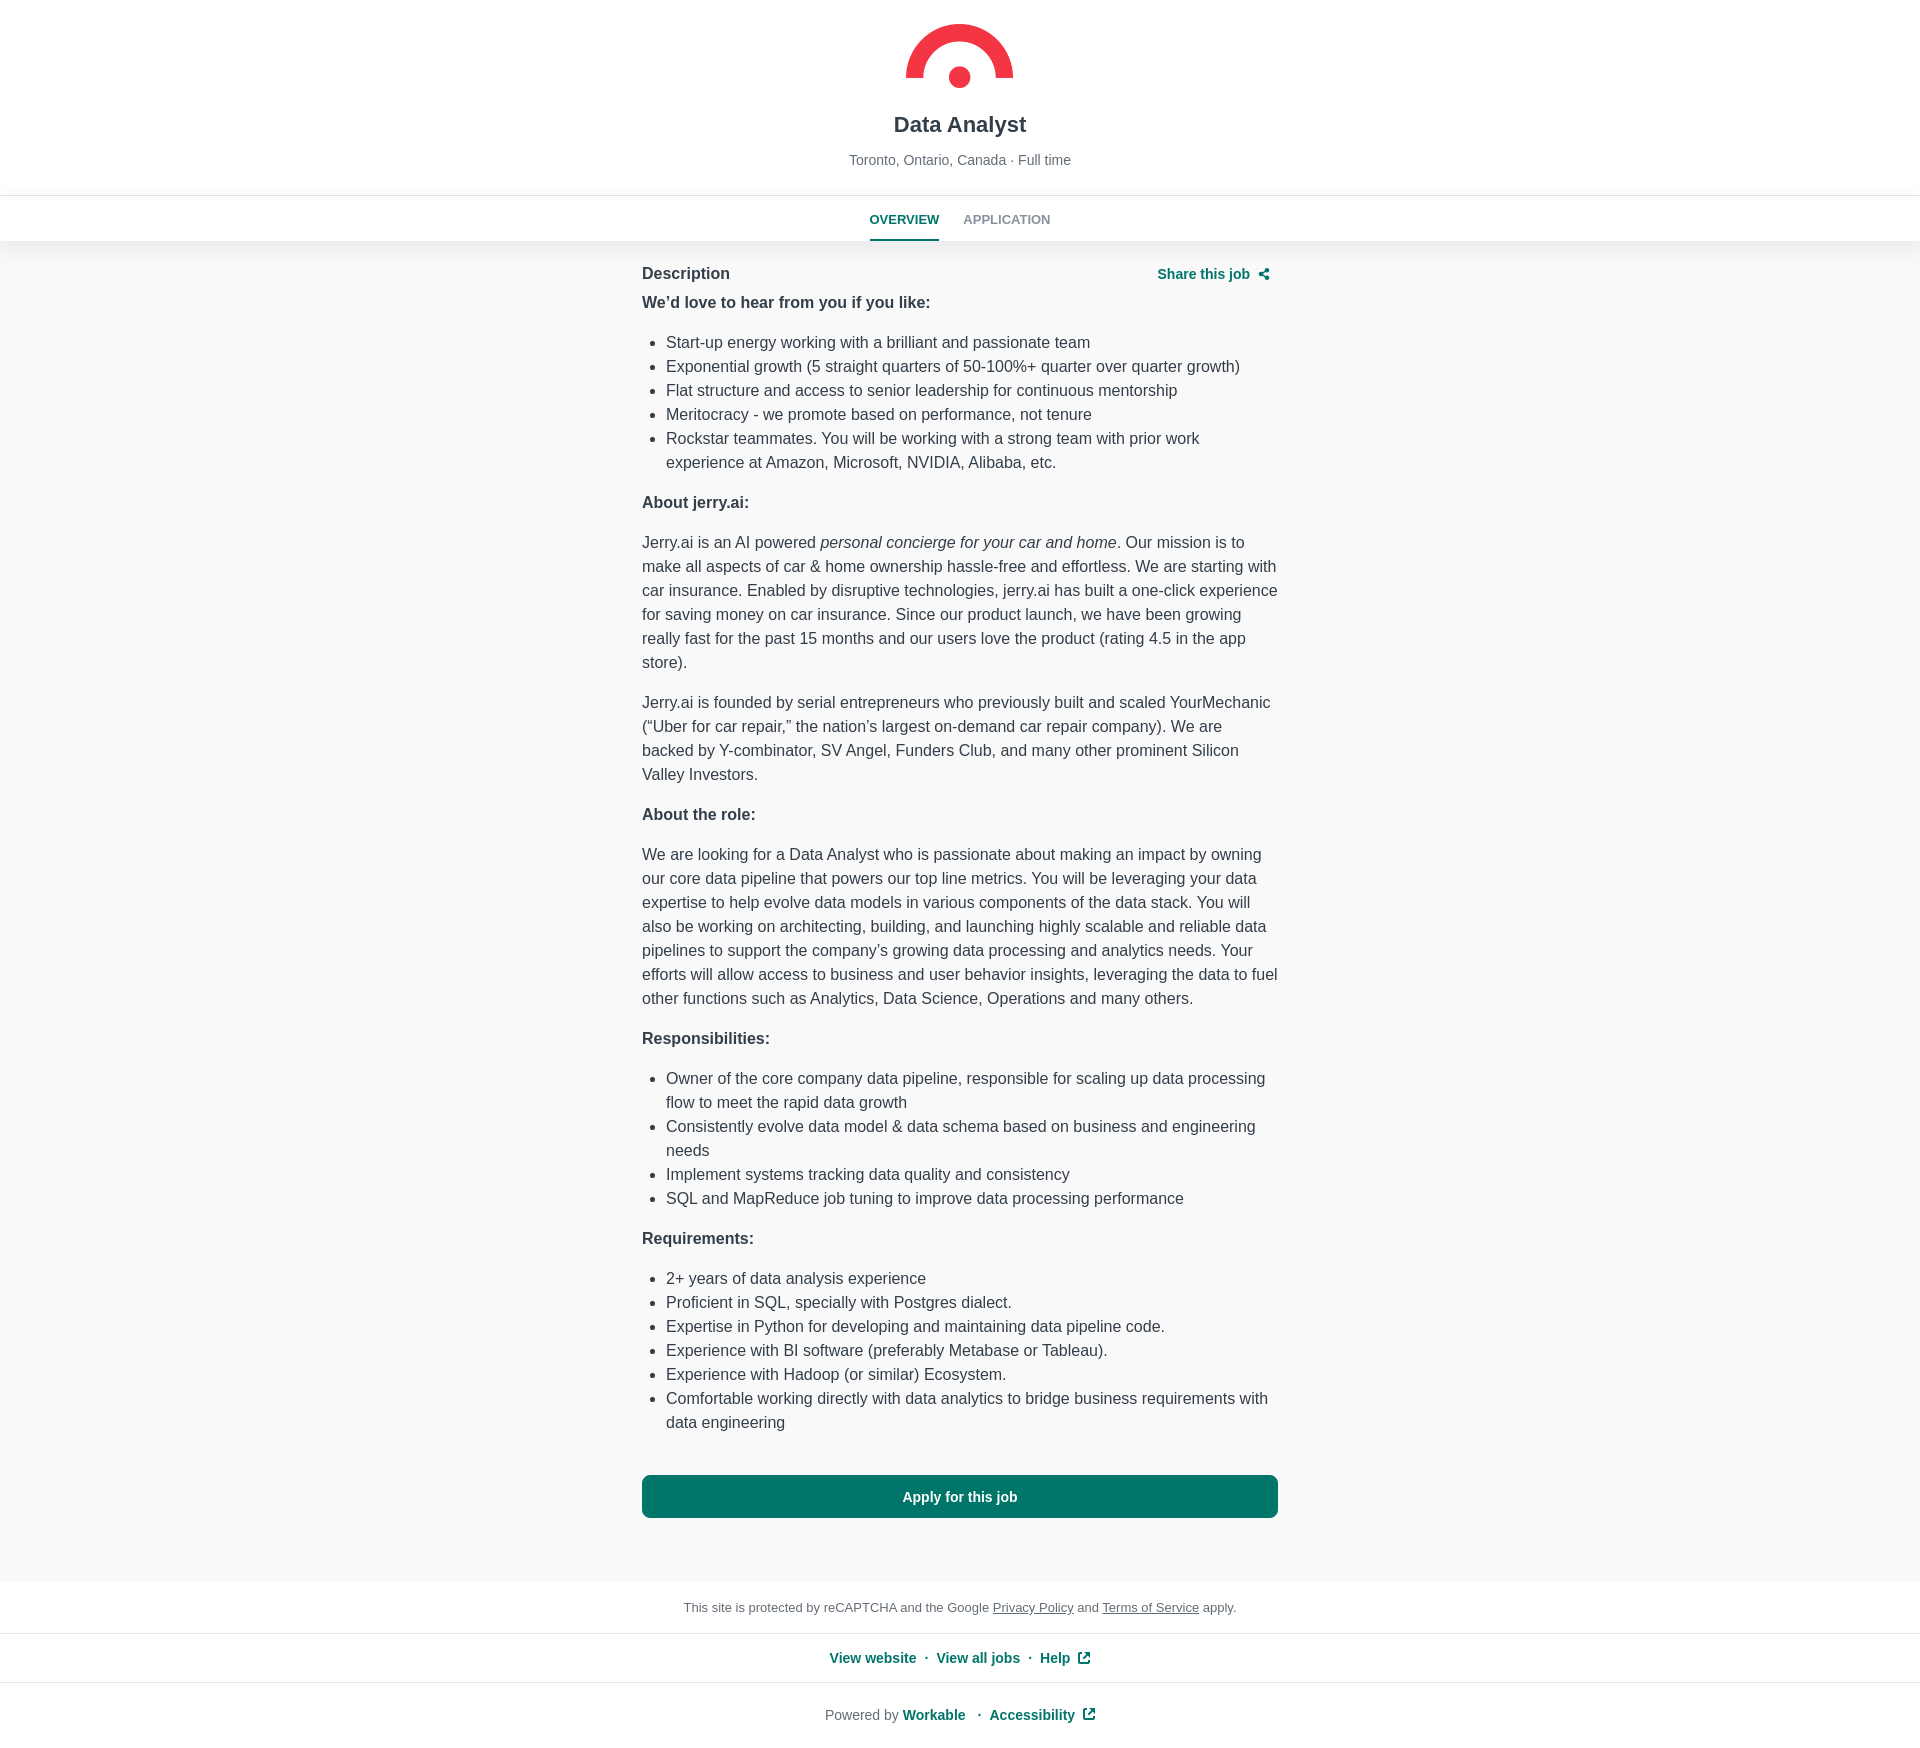 Data Analyst
Toronto, Ontario, Canada · Full time
OVERVIEW APPLICATION
Description Share this job
We’d love to hear from you if you like:
Start-up energy working with a brilliant and passionate team
Exponential growth (5 straight quarters of 50-100%+ quarter over quarter growth)
Flat structure and access to senior leadership for continuous mentorship
Meritocracy - we promote based on performance, not tenure
Rockstar teammates. You will be working with a strong team with prior work
experience at Amazon, Microsoft, NVIDIA, Alibaba, etc.
About jerry.ai:
Jerry.ai is an AI powered personal concierge for your car and home. Our mission is to
make all aspects of car & home ownership hassle-free and effortless. We are starting with
car insurance. Enabled by disruptive technologies, jerry.ai has built a one-click experience
for saving money on car insurance. Since our product launch, we have been growing
really fast for the past 15 months and our users love the product (rating 4.5 in the app
store).
Jerry.ai is founded by serial entrepreneurs who previously built and scaled YourMechanic
(“Uber for car repair,” the nation’s largest on-demand car repair company). We are
backed by Y-combinator, SV Angel, Funders Club, and many other prominent Silicon
Valley Investors.
About the role:
We are looking for a Data Analyst who is passionate about making an impact by owning
our core data pipeline that powers our top line metrics. You will be leveraging your data
expertise to help evolve data models in various components of the data stack. You will
also be working on architecting, building, and launching highly scalable and reliable data
pipelines to support the company’s growing data processing and analytics needs. Your
efforts will allow access to business and user behavior insights, leveraging the data to fuel
other functions such as Analytics, Data Science, Operations and many others.
Responsibilities:
Owner of the core company data pipeline, responsible for scaling up data processing
flow to meet the rapid data growth
Consistently evolve data model & data schema based on business and engineering
needs
Implement systems tracking data quality and consistency
SQL and MapReduce job tuning to improve data processing performance
Requirements:
2+ years of data analysis experience
Proficient in SQL, specially with Postgres dialect.
Expertise in Python for developing and maintaining data pipeline code.
Experience with BI software (preferably Metabase or Tableau).
Experience with Hadoop (or similar) Ecosystem.
Comfortable working directly with data analytics to bridge business requirements with
data engineering
Apply for this job
This site is protected by reCAPTCHA and the Google Privacy Policy and Terms of Service apply.
View website · View all jobs · Help
Powered by Workable · Accessibility